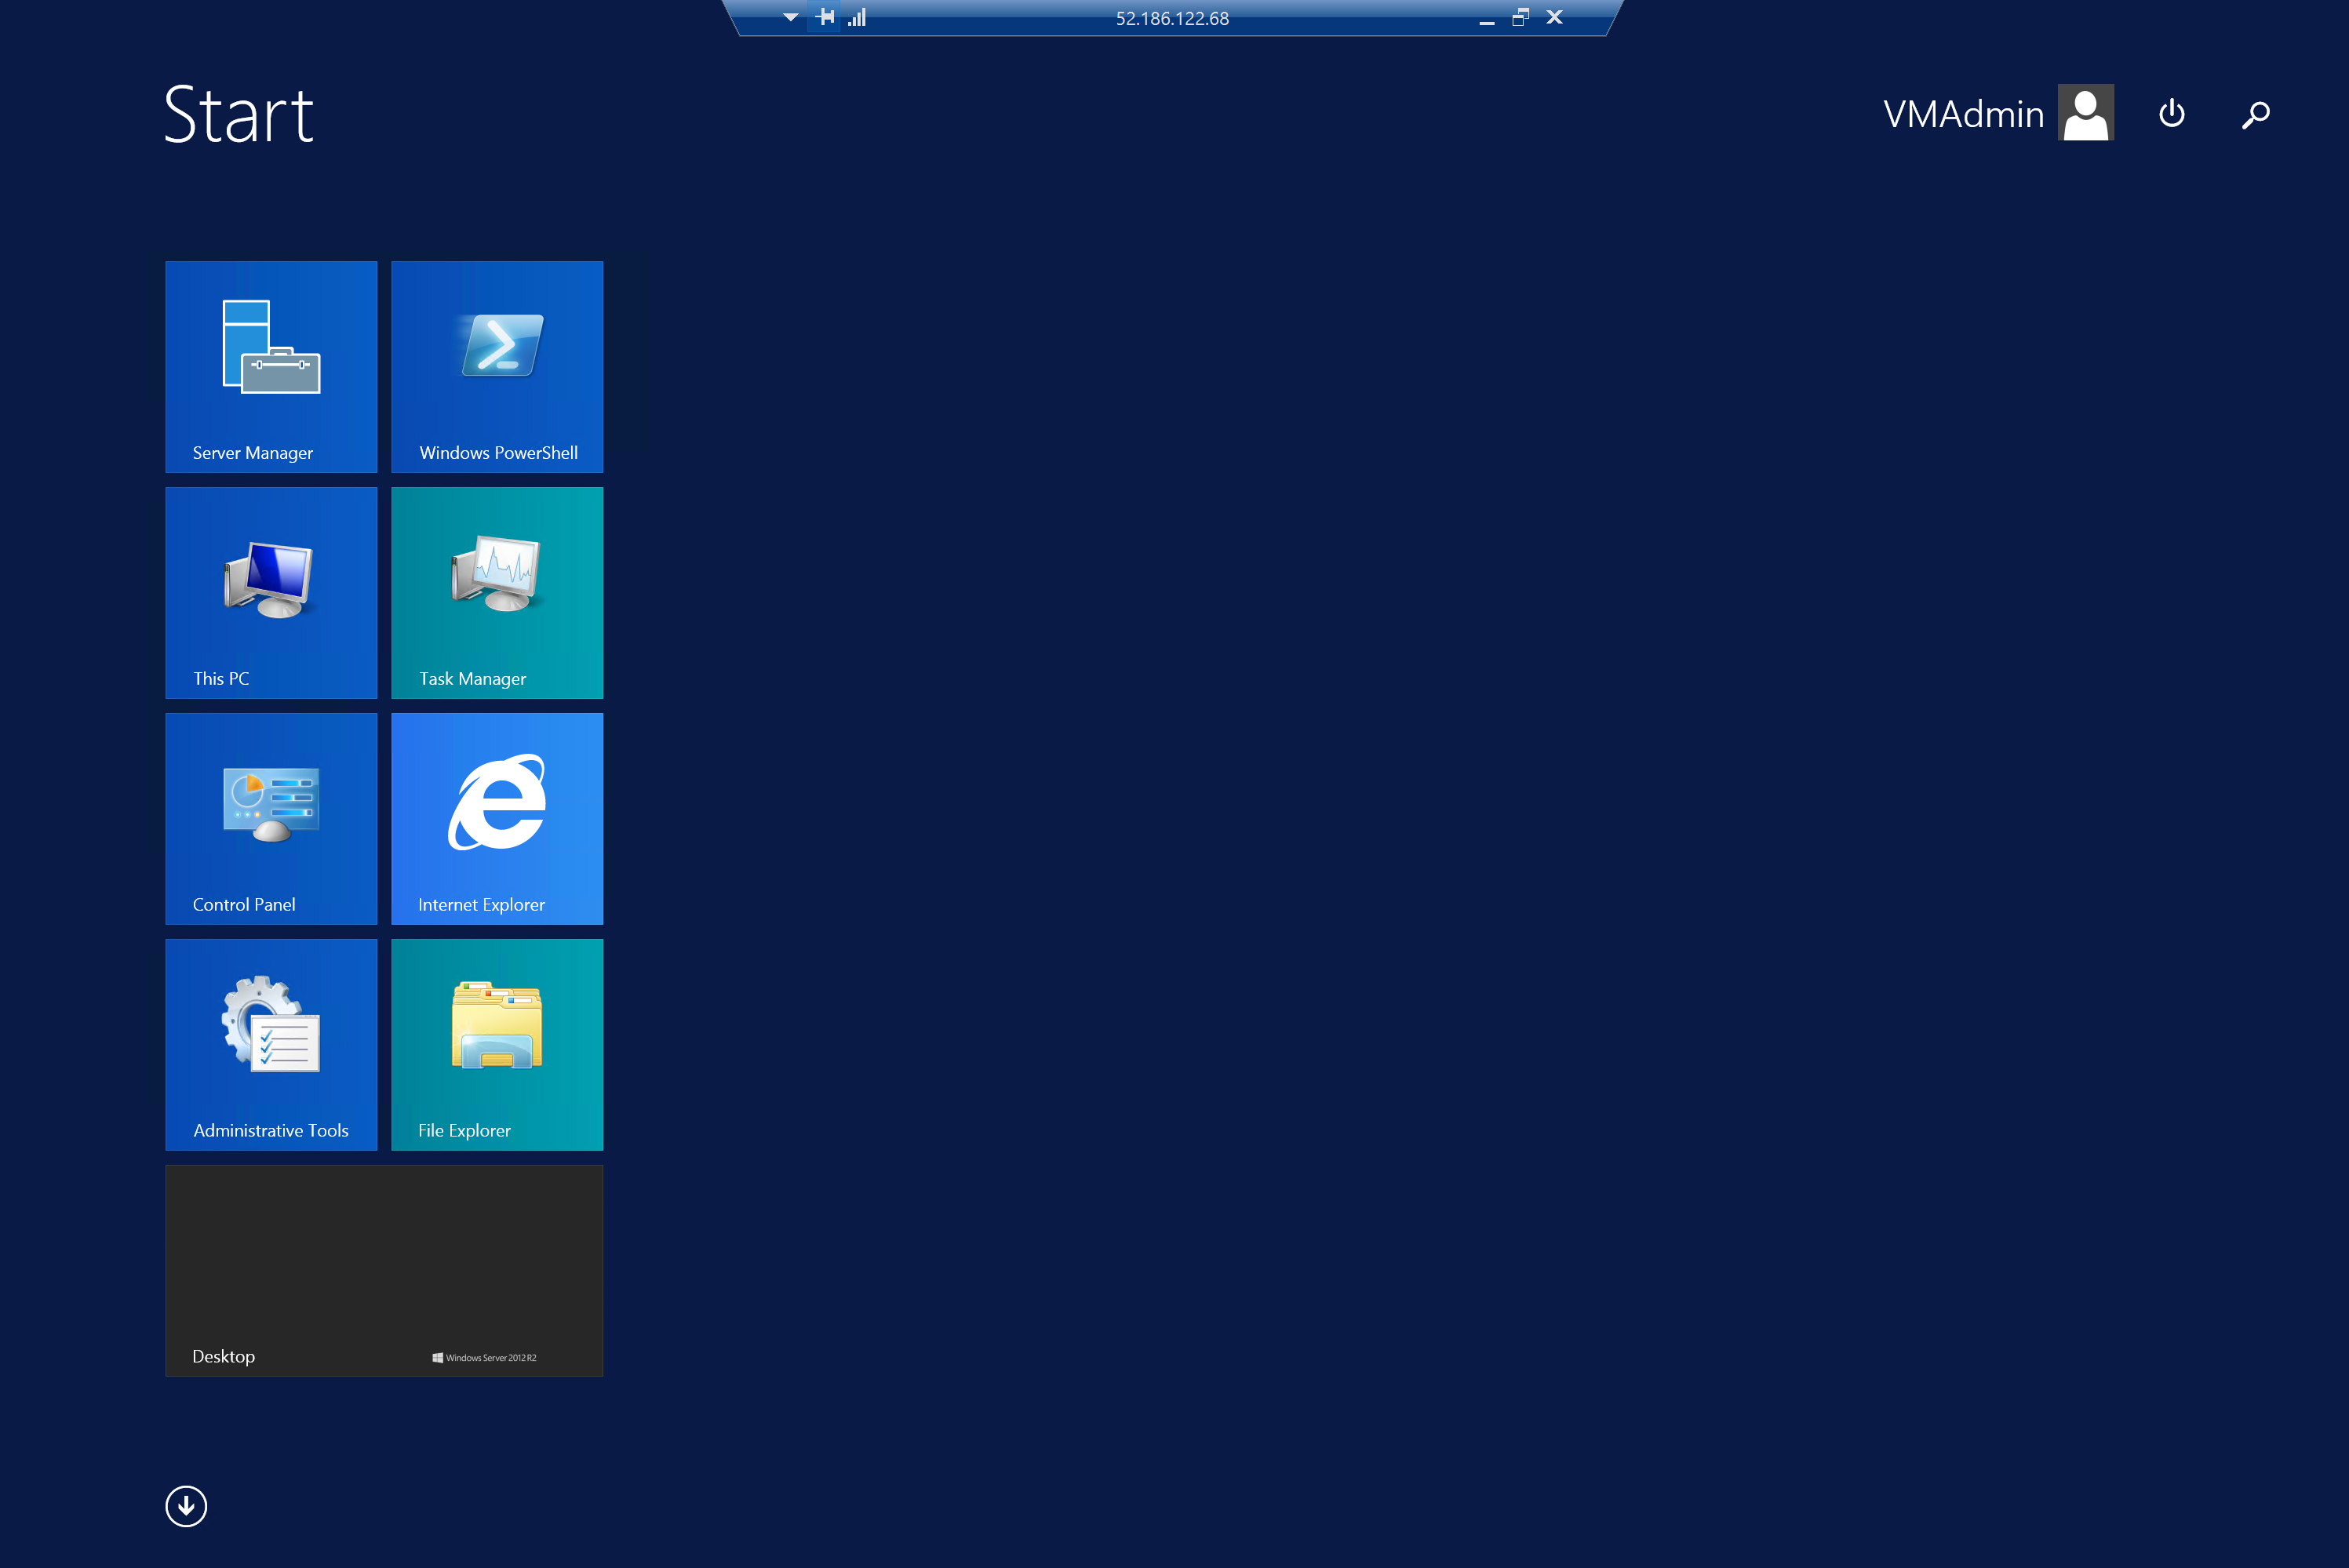 52.186.122.68
Start
VMAdmin
Server Manager
Windows PowerShell
This PC
Task Manager
Control Panel
Internet Explorer
Administrative Tools
File Explorer
Desktop
Windows Server 2012 R2